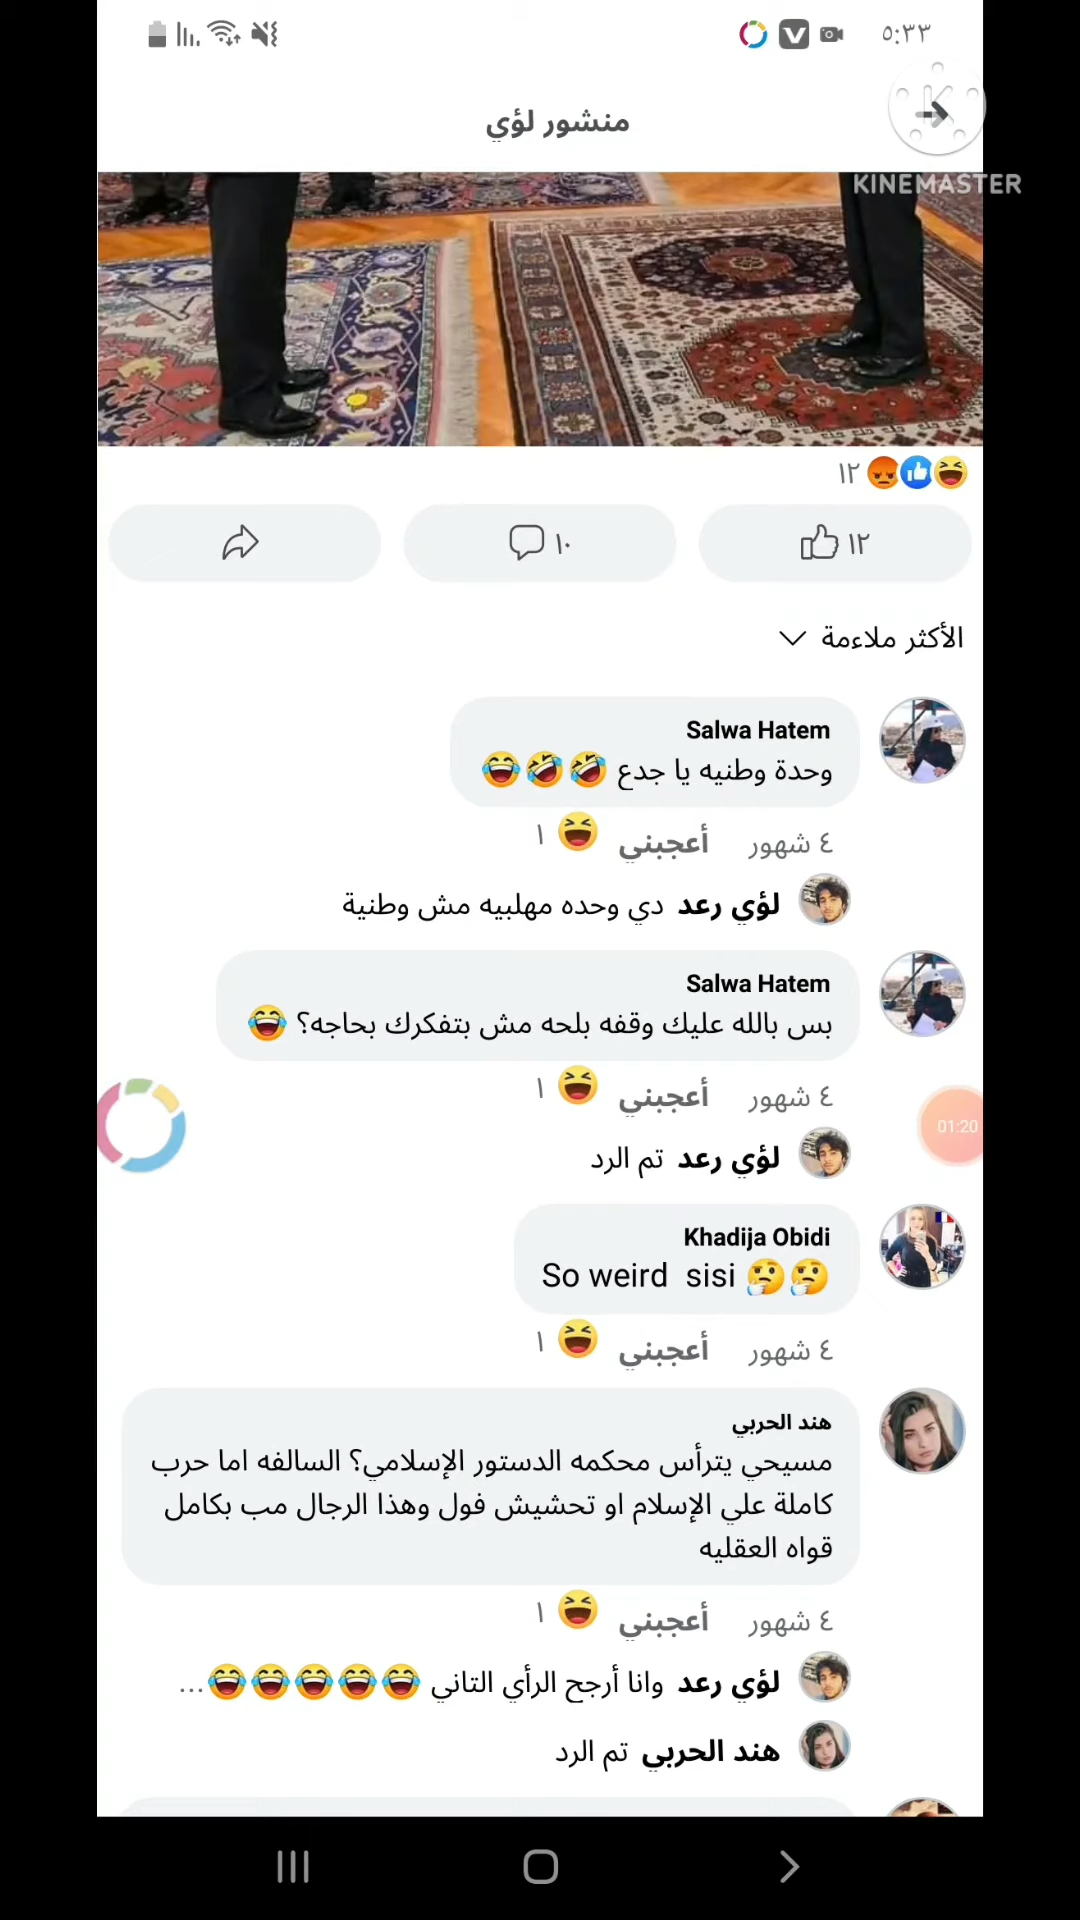 ٥:٣٣
منشور لؤي
KINEMASTER
١٢
١٢
١٠
الأكثر ملاءمة
Salwa Hatem
وحدة وطنيه يا جدع 🤣🤣😂
٤ شهور أعجبني ١
لؤي رعد دي وحده مهلبيه مش وطنية
Salwa Hatem
بس بالله عليك وقفه بلحه مش بتفكرك بحاجه؟ 😂
٤ شهور أعجبني ١
لؤي رعد تم الرد
01:20
Khadija Obidi
So weird sisi 🤔🤔
٤ شهور أعجبني ١
هند الحربي
مسيحي يترأس محكمه الدستور الإسلامي؟ السالفه اما حرب
كاملة علي الإسلام او تحشيش فول وهذا الرجال مب بكامل
قواه العقليه
٤ شهور أعجبني ١
لؤي رعد وانا أرجح الرأي التاني 😂😂😂😂😂...
هند الحربي تم الرد